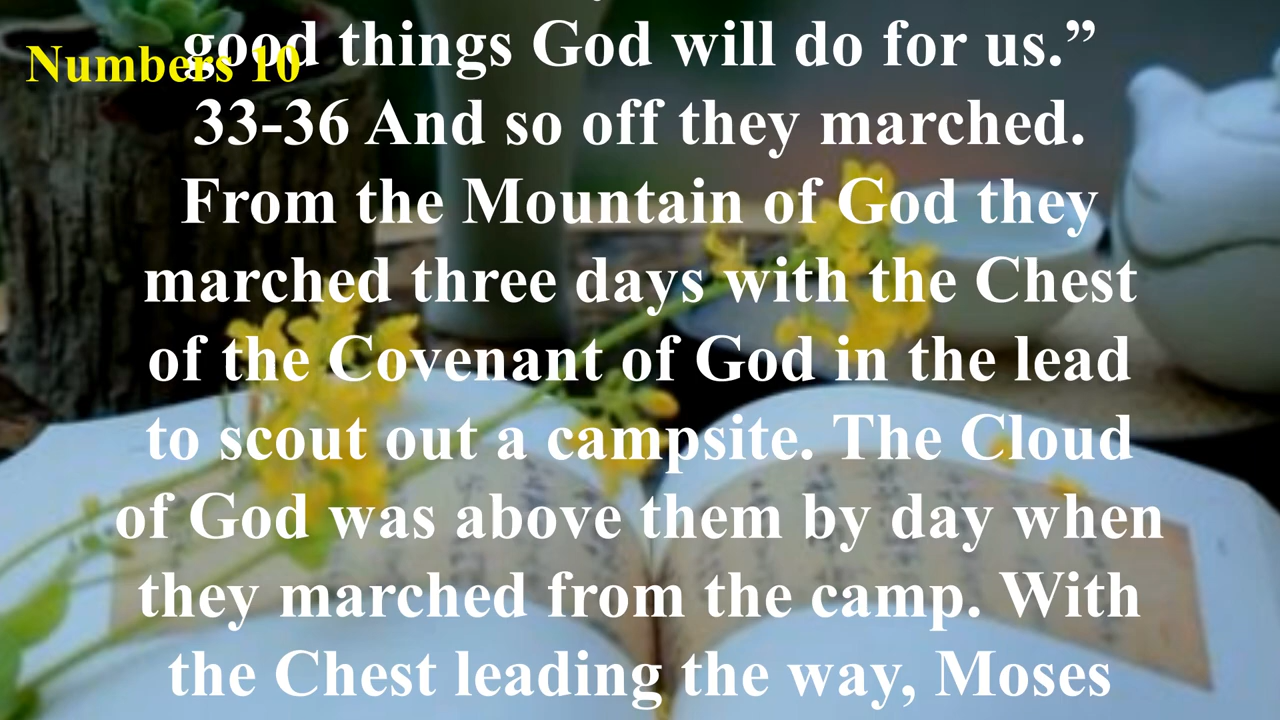 good things God will do for us.”
Numbers 10
33-36 And so off they marched.
From the Mountain of God they
marched three days with the Chest
of the Covenant of God in the lead
to scout out a campsite. The Cloud
of God was above them by day when
they marched from the camp. With
the Chest leading the way, Moses